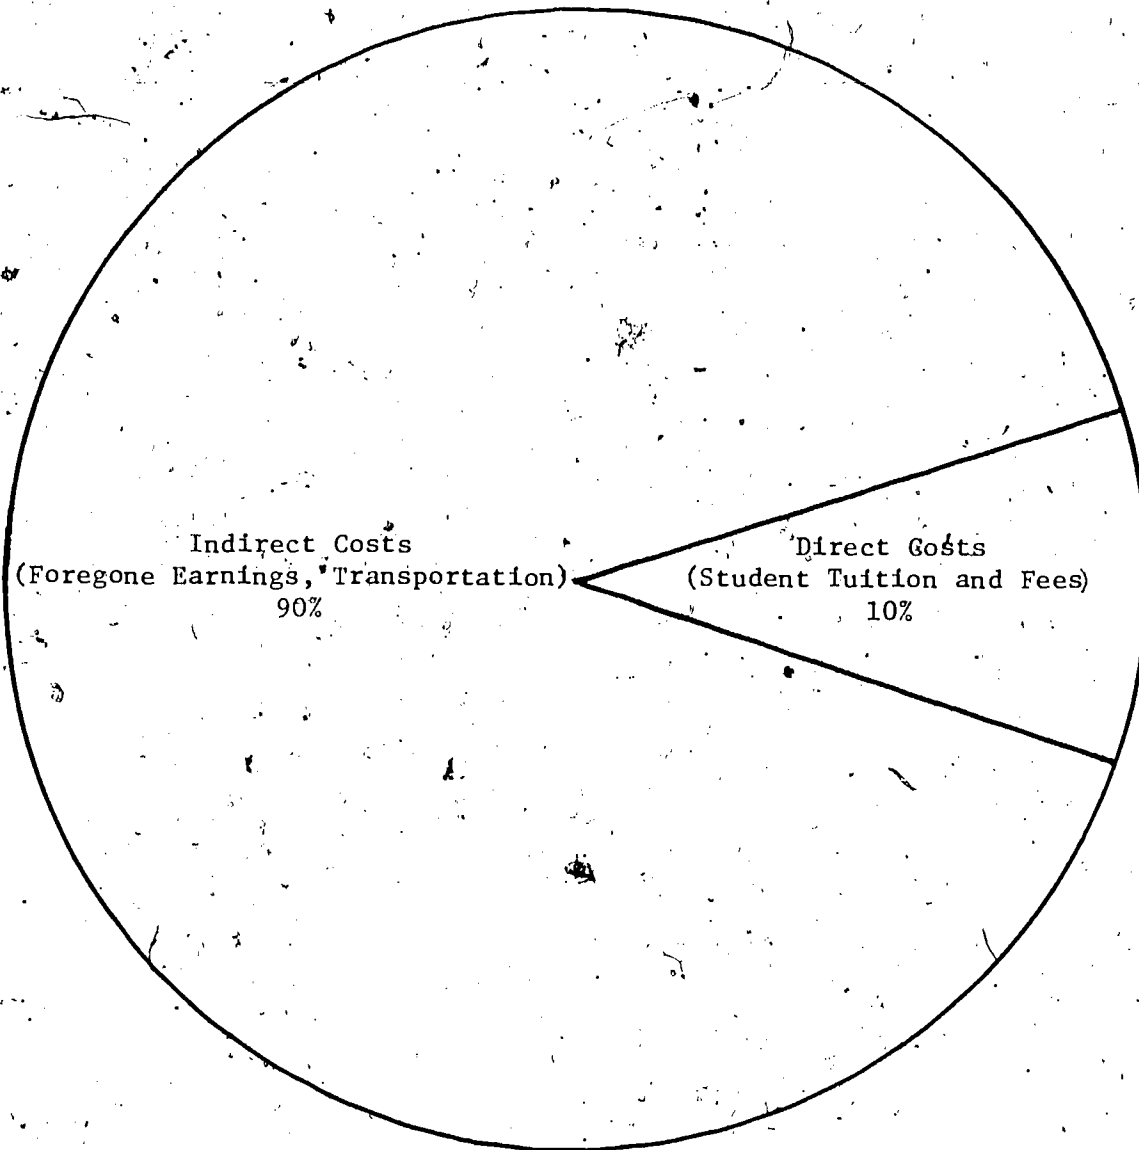 Indirect Costs
(Foregone Earnings, Transportation)
90%
Direct Costs
(Student Tuition and Fees)
10%